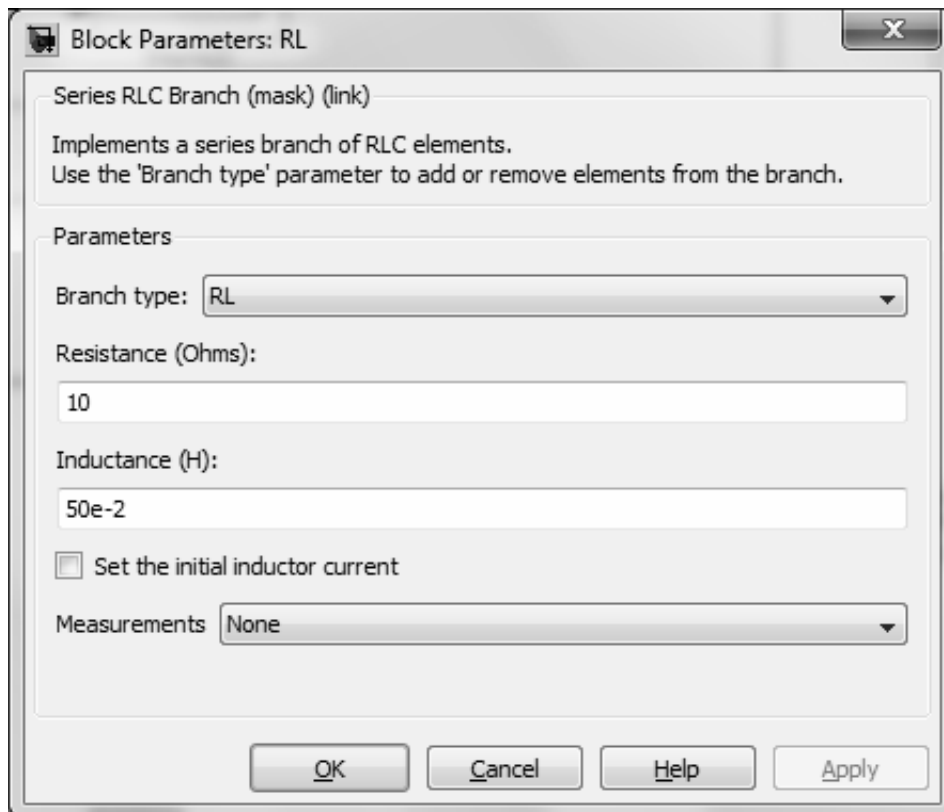 Block Parameters: RL
X
Series RLC Branch (mask) (link)
Implements a series branch of RLC elements.
Use the 'Branch type' parameter to add or remove elements from the branch.
Parameters
Branch type: RL
Resistance (Ohms):
10
Inductance (H):
50e-2
Set the initial inductor current
Measurements None
OK Cancel Help Apply